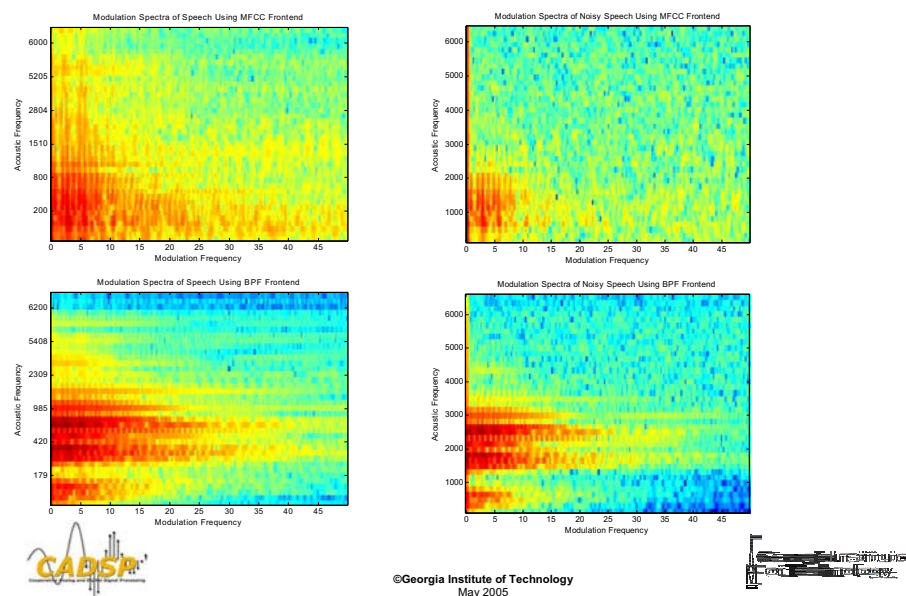 Modulation Spectra of Speech Using MFCC Frontend
6000
5205
2804
1510
800
200
Acoustic Frequency
0 5 10 15 20 25 30 35 40 45
Modulation Frequency
Modulation Spectra of Noisy Speech Using MFCC Frontend
6000
5000
4000
3000
2000
1000
Acoustic Frequency
0 5 10 15 20 25 30 35 40 45
Modulation Frequency
Modulation Spectra of Speech Using BPF Frontend
6200
5408
2309
985
420
179
Acoustic Frequency
0 5 10 15 20 25 30 35 40 45
Modulation Frequency
Modulation Spectra of Noisy Speech Using BPF Frontend
6000
5000
4000
3000
2000
1000
Acoustic Frequency
0 5 10 15 20 25 30 35 40 45
Modulation Frequency
CADSP
©Georgia Institute of Technology
May 2005